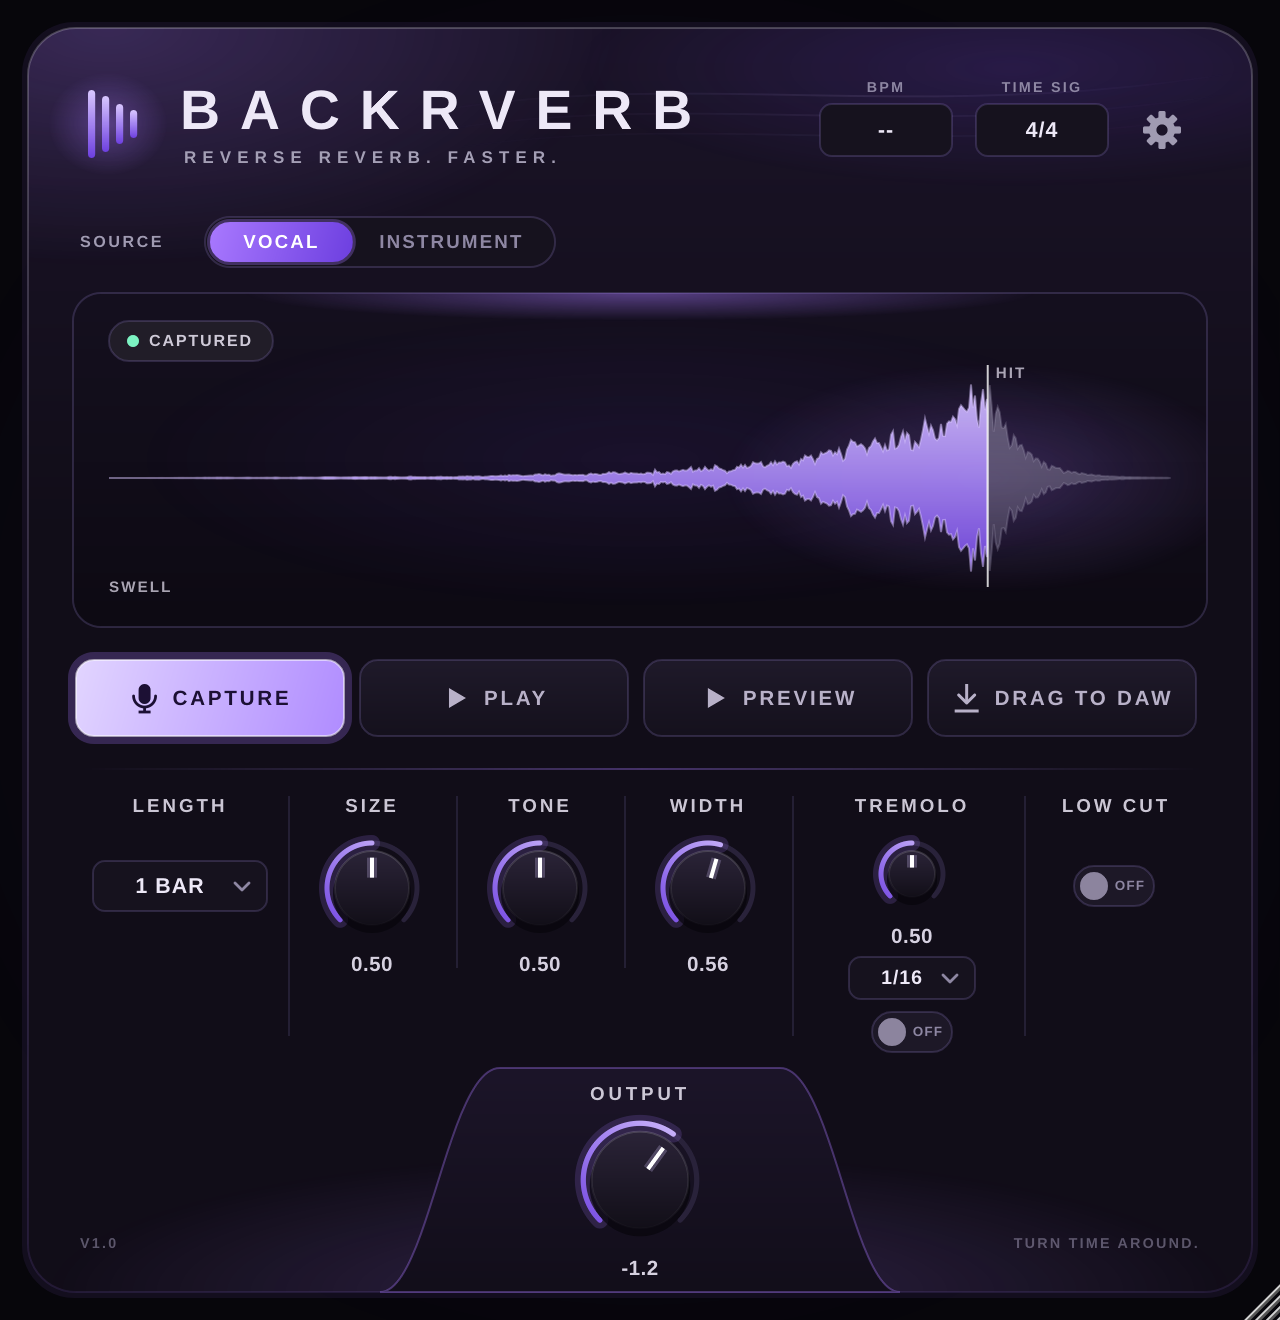 BACKRVERB
REVERSE REVERB. FASTER.
BPM
--
TIME SIG
4/4
SOURCE
VOCAL
INSTRUMENT
CAPTURED
HIT
SWELL
CAPTURE
PLAY
PREVIEW
DRAG TO DAW
LENGTH
1 BAR
SIZE
0.50
TONE
0.50
WIDTH
0.56
TREMOLO
0.50
1/16
OFF
LOW CUT
OFF
OUTPUT
-1.2
V1.0
TURN TIME AROUND.